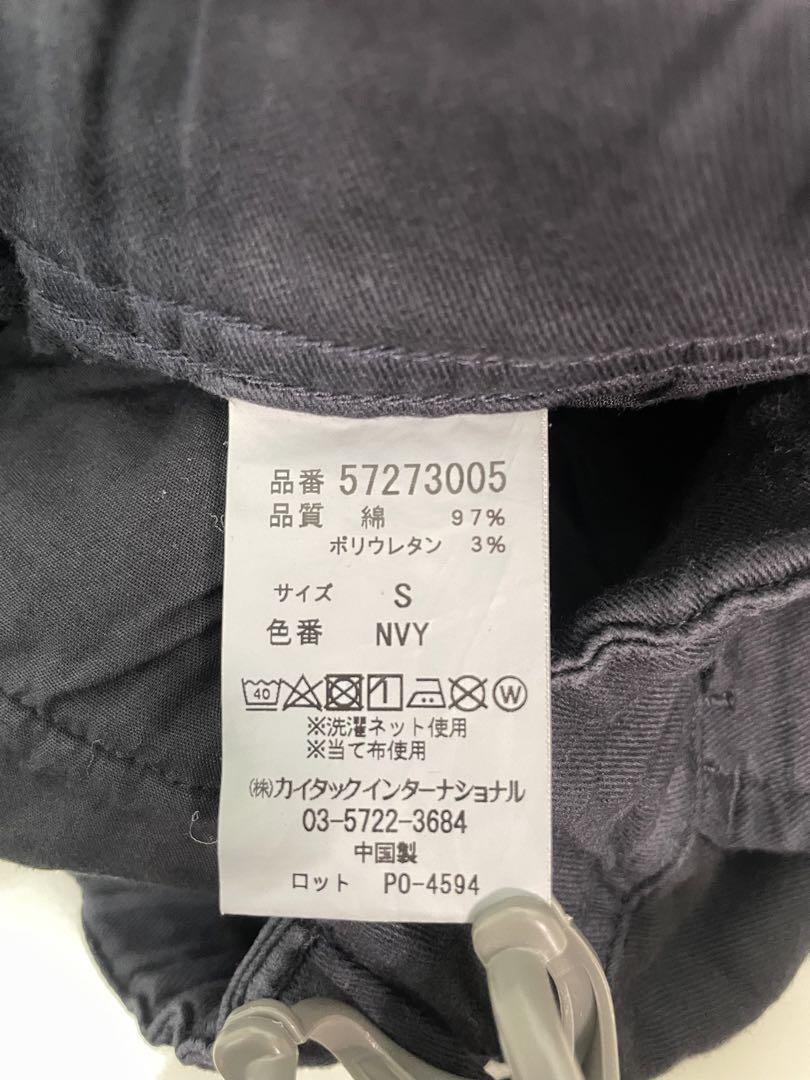 品番 57273005
品質 綿 97%
ポリウレタン 3%
サイズ S
色番 NVY
40 W
※洗濯ネット使用
※当て布使用
㈱カイタックインターナショナル
03-5722-3684
中国製
ロット PO-4594